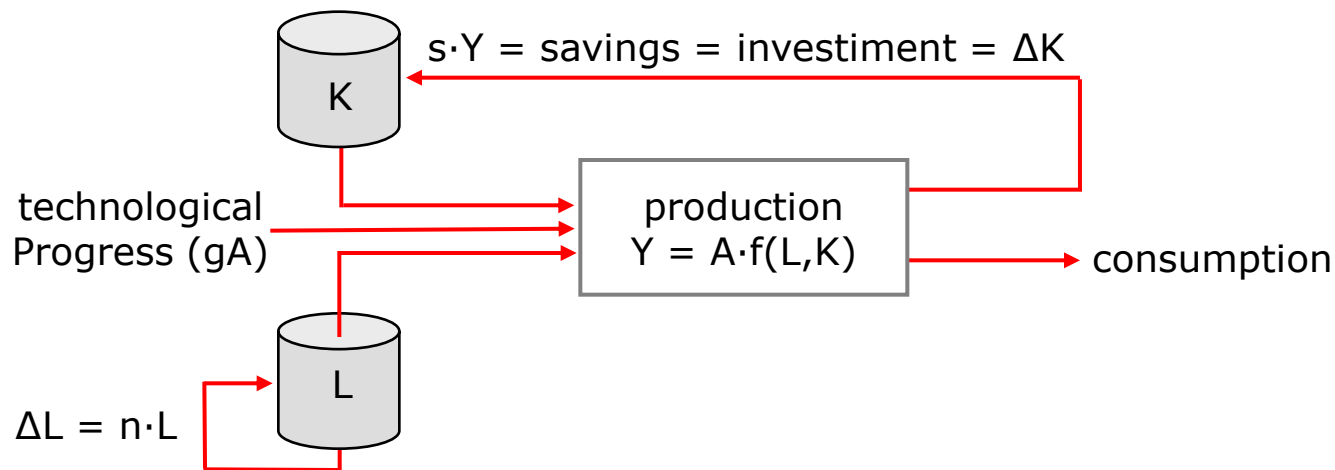 s·Y = savings = investiment = ΔK
K
technological
Progress (gA)
production
Y = A·f(L,K)
consumption
L
ΔL = n·L